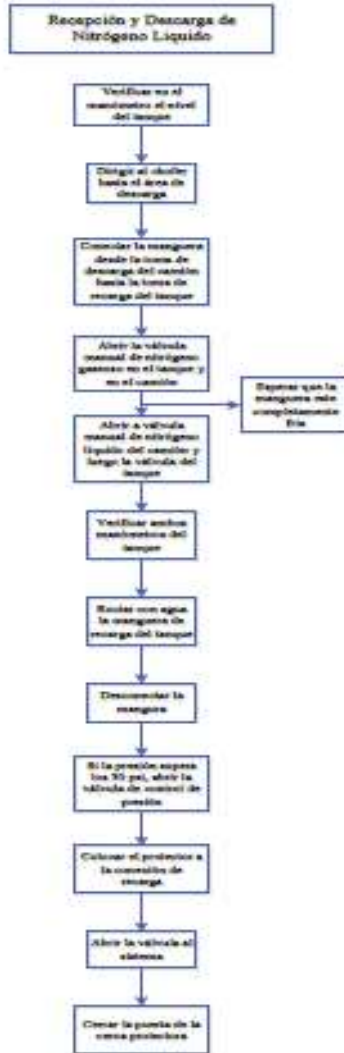 Recepción y Descarga de
Nitrógeno Liquido
Verificar en el
manómetro el nivel
del tanque
Dirigir al chofer
hasta el área de
descarga
Conectar la manguera
desde la toma de
descarga del camión
hasta la toma de
recarga del tanque
Abrir la válvula
manual de nitrógeno
gaseoso en el tanque y
en el camión
Esperar que la
manguera este
completamente
fría
Abrir a válvula
manual de nitrógeno
líquido del camión y
luego la válvula del
tanque
Verificar ambos
manómetros del
tanque
Rociar con agua
la manguera de
recarga del tanque
Desconectar la
mangura
Si la presión supera
los psi, abrir la
válvula de control de
presión
Colocar el protector a
la conexión de
recarga
Abrir la válvula al
sistema
Cerrar la puerta de la
cerca protectora